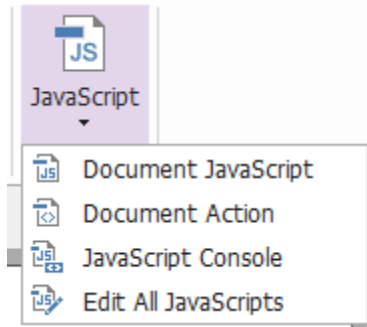 JS
JavaScript
Document JavaScript
Document Action
JavaScript Console
Edit All JavaScripts